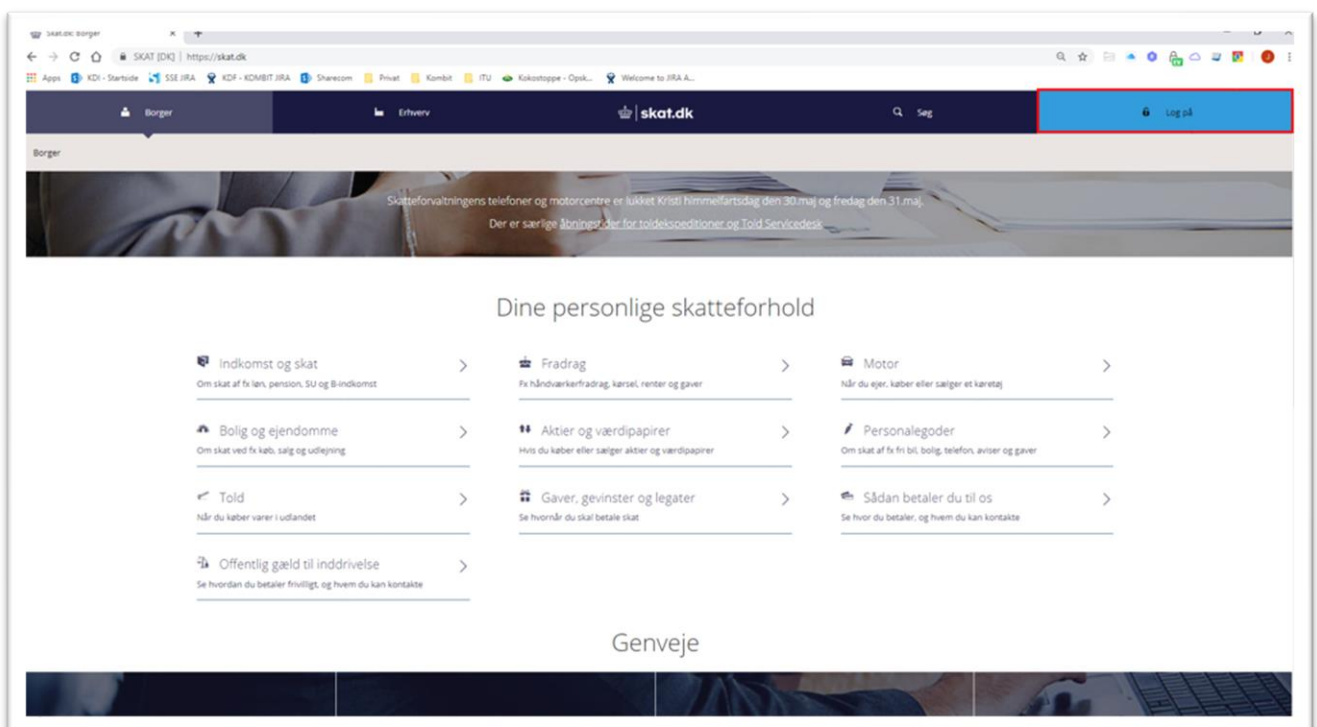 Skat.dk: Borger
SKAT [DK] | https://skat.dk
Apps KDI - Startside SSE JIRA KDF - KOMBIT JIRA Sharecom Privat Kombit ITU Kokostoppe - Opsk... Welcome to JIRA A...
Borger Erhverv skat.dk Søg Log på
Borger
Skatteforvaltningens telefoner og motorcentre er lukket Kristi himmelfartsdag den 30.maj og fredag den 31.maj.
Der er særlige åbningstider for toldekspeditioner og Told Servicedesk
Dine personlige skatteforhold
Indkomst og skat
Om skat af fx løn, pension, SU og B-indkomst
Fradrag
Fx håndværkerfradrag, kørsel, renter og gaver
Motor
Når du ejer, køber eller sælger et køretøj
Bolig og ejendomme
Om skat ved fx køb, salg og udlejning
Aktier og værdipapirer
Hvis du køber eller sælger aktier og værdipapirer
Personalegoder
Om skat af fx fri bil, bolig, telefon, aviser og gaver
Told
Når du køber varer i udlandet
Gaver, gevinster og legater
Se hvornår du skal betale skat
Sådan betaler du til os
Se hvor du betaler, og hvem du kan kontakte
Offentlig gæld til inddrivelse
Se hvordan du betaler frivilligt, og hvem du kan kontakte
Genveje